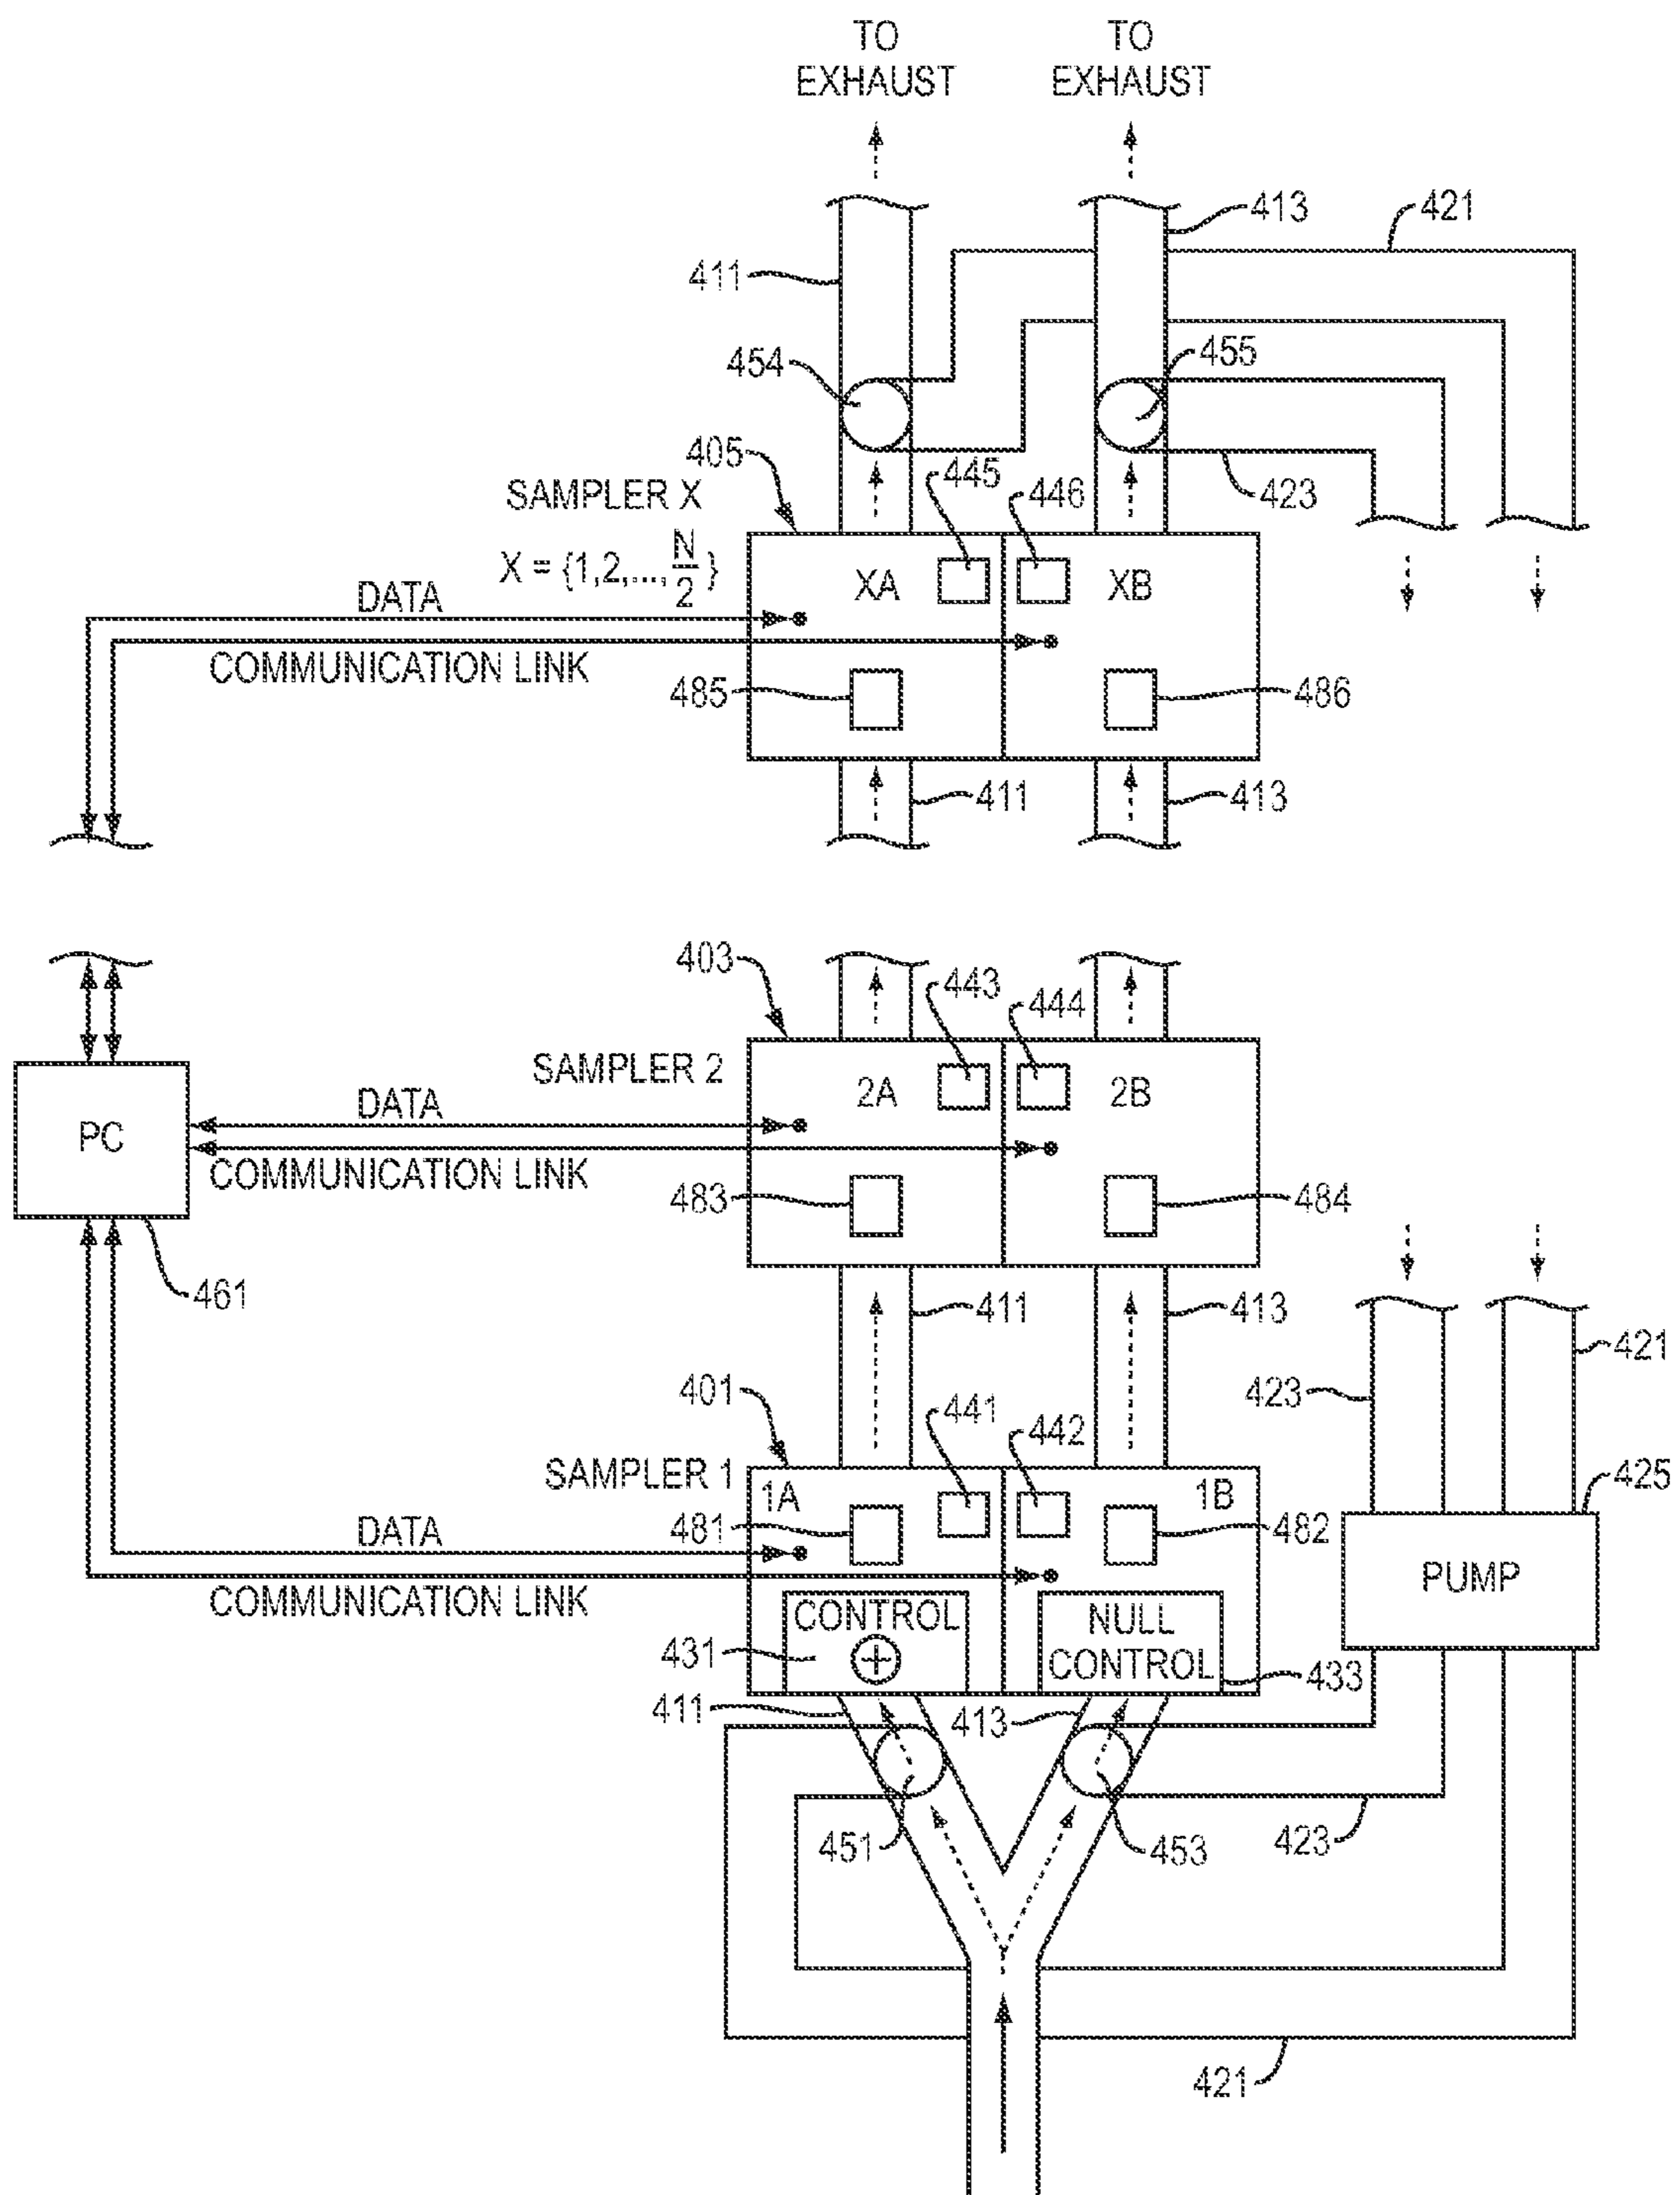 TO
EXHAUST
TO
EXHAUST
413
421
411
454
455
405
445
446
423
SAMPLER X
X = {1,2,..., N/2 }
XA
XB
DATA
COMMUNICATION LINK
485
486
411
413
403
443
444
SAMPLER 2
2A
2B
DATA
COMMUNICATION LINK
PC
483
484
461
411
413
421
423
401
441
442
425
SAMPLER 1
1A
1B
481
482
DATA
COMMUNICATION LINK
PUMP
CONTROL
+
NULL
CONTROL
431
433
411
413
451
453
423
421